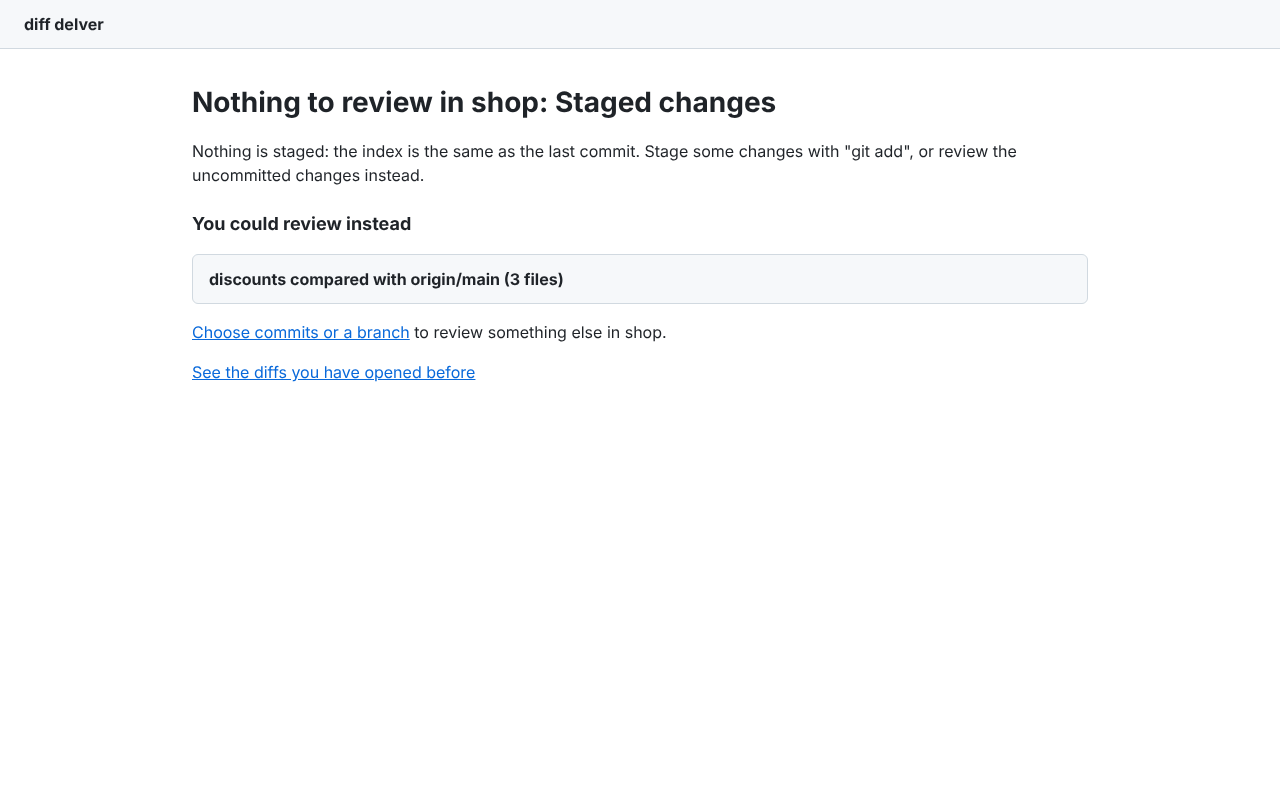 diff delver
Nothing to review in shop: Staged changes
Nothing is staged: the index is the same as the last commit. Stage some changes with "git add", or review the
uncommitted changes instead.
You could review instead
discounts compared with origin/main (3 files)
Choose commits or a branch to review something else in shop.
See the diffs you have opened before